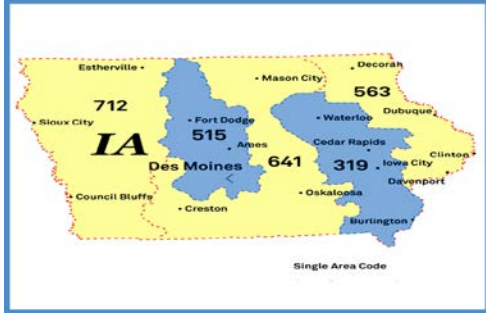 Estherville
Decorah
Mason City
712
563
Fort Dodge
Waterloo
Dubuque
Sioux City
515
IA
Ames
Cedar Rapids
Clinton
Des Moines
641
319
Iowa City
Davenport
Council Bluffs
Oskaloosa
Creston
Burlington
Single Area Code